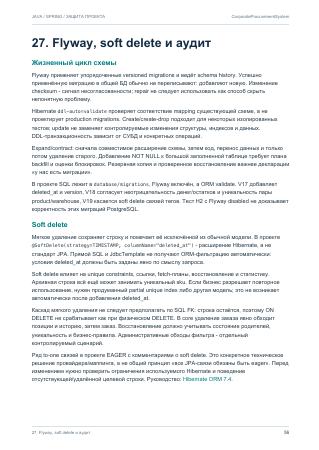 JAVA / SPRING / ЗАЩИТА ПРОЕКТА
CorporateProcurementSystem
27. Flyway, soft delete и аудит
Жизненный цикл схемы
Flyway применяет упорядоченные versioned migrations и ведёт schema history. Успешно
применённую миграцию в общей БД обычно не переписывают: добавляют новую. Изменение
checksum - сигнал несогласованности; repair не следует использовать как способ скрыть
непонятную проблему.
Hibernate ddl-auto=validate проверяет соответствие mapping существующей схеме, а не
проектирует production migrations. Create/create-drop подходят для некоторых изолированных
тестов; update не заменяет контролируемые изменения структуры, индексов и данных.
DDL-транзакционность зависит от СУБД и конкретных операций.
Expand/contract: сначала совместимое расширение схемы, затем код, перенос данных и только
потом удаление старого. Добавление NOT NULL к большой заполненной таблице требует плана
backfill и оценки блокировок. Резервная копия и проверенное восстановление важнее декларации
«у нас есть миграция».
В проекте SQL лежит в database/migrations, Flyway включён, а ORM validate. V17 добавляет
deleted_at и version, V18 согласует неотрицательность остатков и уникальность пары
product/warehouse, V19 касается soft delete связей тегов. Тест H2 с Flyway disabled не доказывает
корректность этих миграций PostgreSQL.
Soft delete
Мягкое удаление сохраняет строку и помечает её исключённой из обычной модели. В проекте
@SoftDelete(strategy=TIMESTAMP, columnName="deleted_at") - расширение Hibernate, а не
стандарт JPA. Прямой SQL и JdbcTemplate не получают ORM-фильтрацию автоматически:
условие deleted_at должны быть заданы явно по смыслу запроса.
Soft delete влияет на unique constraints, ссылки, fetch-планы, восстановление и статистику.
Архивная строка всё ещё может занимать уникальный sku. Если бизнес разрешает повторное
использование, нужны продуманный partial unique index либо другая модель; это не возникает
автоматически после добавления deleted_at.
Каскад мягкого удаления не следует предполагать по SQL FK: строка остаётся, поэтому ON
DELETE не срабатывает как при физическом DELETE. В core удаление заказа явно обходит
позиции и историю, затем заказ. Восстановление должно учитывать состояние родителей,
уникальность и бизнес-правила. Административные обзоры фильтра - отдельный
контролируемый сценарий.
Ряд to-one связей в проекте EAGER с комментариями о soft delete. Это конкретное техническое
решение провайдера/маппинга, а не общий принцип «все JPA-связи обязаны быть eager». Перед
изменением нужно проверить ограничения используемого Hibernate и поведение
отсутствующей/удалённой целевой строки. Руководство: Hibernate ORM 7.4.
27. Flyway, soft delete и аудит
56